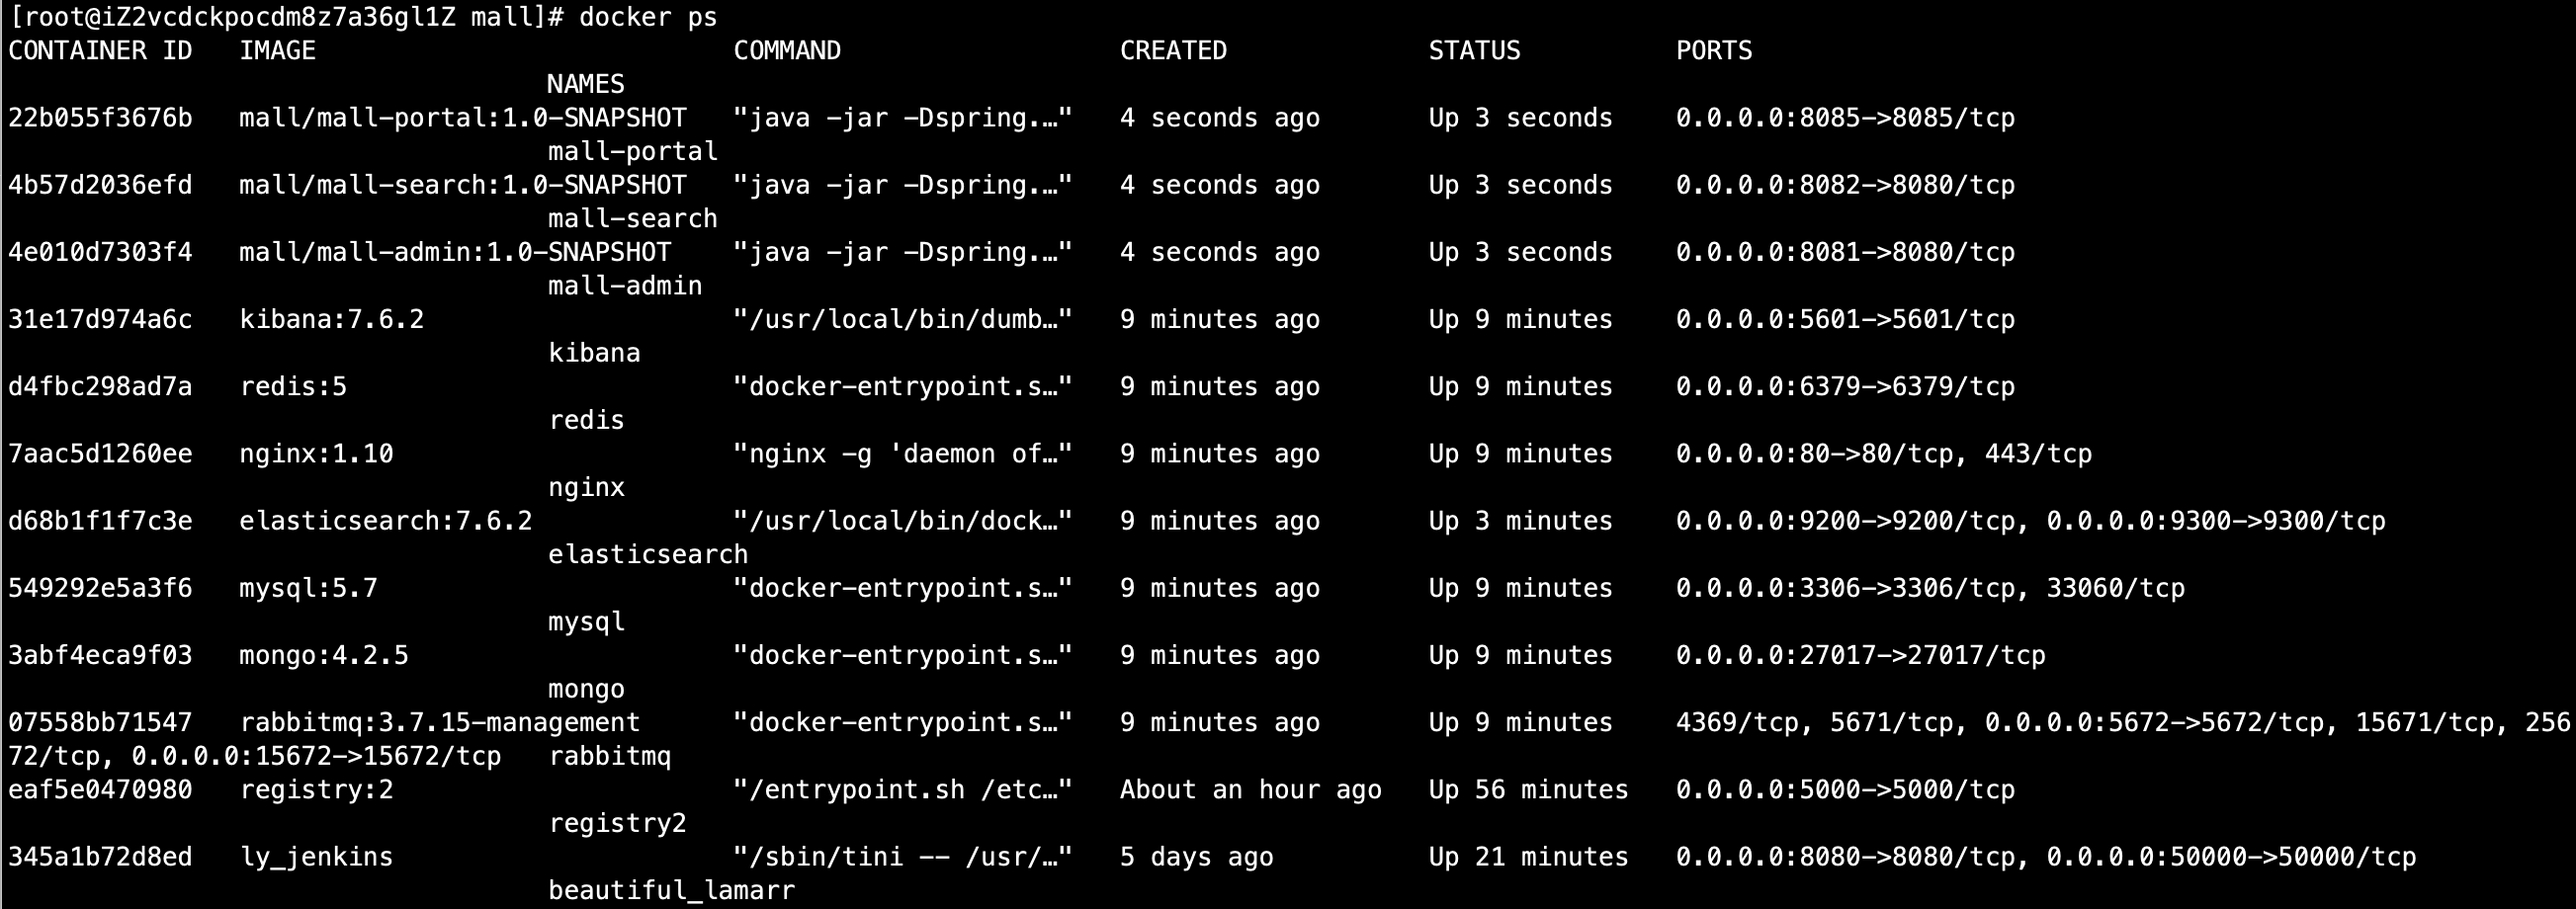 [root@iZ2vcdckpocdm8z7a36gl1Z mall]# docker ps
CONTAINER ID   IMAGE                           COMMAND                  CREATED             STATUS          PORTS
                                   NAMES
22b055f3676b   mall/mall-portal:1.0-SNAPSHOT   "java -jar -Dspring.…"   4 seconds ago       Up 3 seconds    0.0.0.0:8085->8085/tcp
                                   mall-portal
4b57d2036efd   mall/mall-search:1.0-SNAPSHOT   "java -jar -Dspring.…"   4 seconds ago       Up 3 seconds    0.0.0.0:8082->8080/tcp
                                   mall-search
4e010d7303f4   mall/mall-admin:1.0-SNAPSHOT    "java -jar -Dspring.…"   4 seconds ago       Up 3 seconds    0.0.0.0:8081->8080/tcp
                                   mall-admin
31e17d974a6c   kibana:7.6.2                    "/usr/local/bin/dumb…"   9 minutes ago       Up 9 minutes    0.0.0.0:5601->5601/tcp
                                   kibana
d4fbc298ad7a   redis:5                         "docker-entrypoint.s…"   9 minutes ago       Up 9 minutes    0.0.0.0:6379->6379/tcp
                                   redis
7aac5d1260ee   nginx:1.10                      "nginx -g 'daemon of…"   9 minutes ago       Up 9 minutes    0.0.0.0:80->80/tcp, 443/tcp
                                   nginx
d68b1f1f7c3e   elasticsearch:7.6.2             "/usr/local/bin/dock…"   9 minutes ago       Up 3 minutes    0.0.0.0:9200->9200/tcp, 0.0.0.0:9300->9300/tcp
                                   elasticsearch
549292e5a3f6   mysql:5.7                       "docker-entrypoint.s…"   9 minutes ago       Up 9 minutes    0.0.0.0:3306->3306/tcp, 33060/tcp
                                   mysql
3abf4eca9f03   mongo:4.2.5                     "docker-entrypoint.s…"   9 minutes ago       Up 9 minutes    0.0.0.0:27017->27017/tcp
                                   mongo
07558bb71547   rabbitmq:3.7.15-management      "docker-entrypoint.s…"   9 minutes ago       Up 9 minutes    4369/tcp, 5671/tcp, 0.0.0.0:5672->5672/tcp, 15671/tcp, 256
72/tcp, 0.0.0.0:15672->15672/tcp   rabbitmq
eaf5e0470980   registry:2                      "/entrypoint.sh /etc…"   About an hour ago   Up 56 minutes   0.0.0.0:5000->5000/tcp
                                   registry2
345a1b72d8ed   ly_jenkins                      "/sbin/tini -- /usr/…"   5 days ago          Up 21 minutes   0.0.0.0:8080->8080/tcp, 0.0.0.0:50000->50000/tcp
                                   beautiful_lamarr